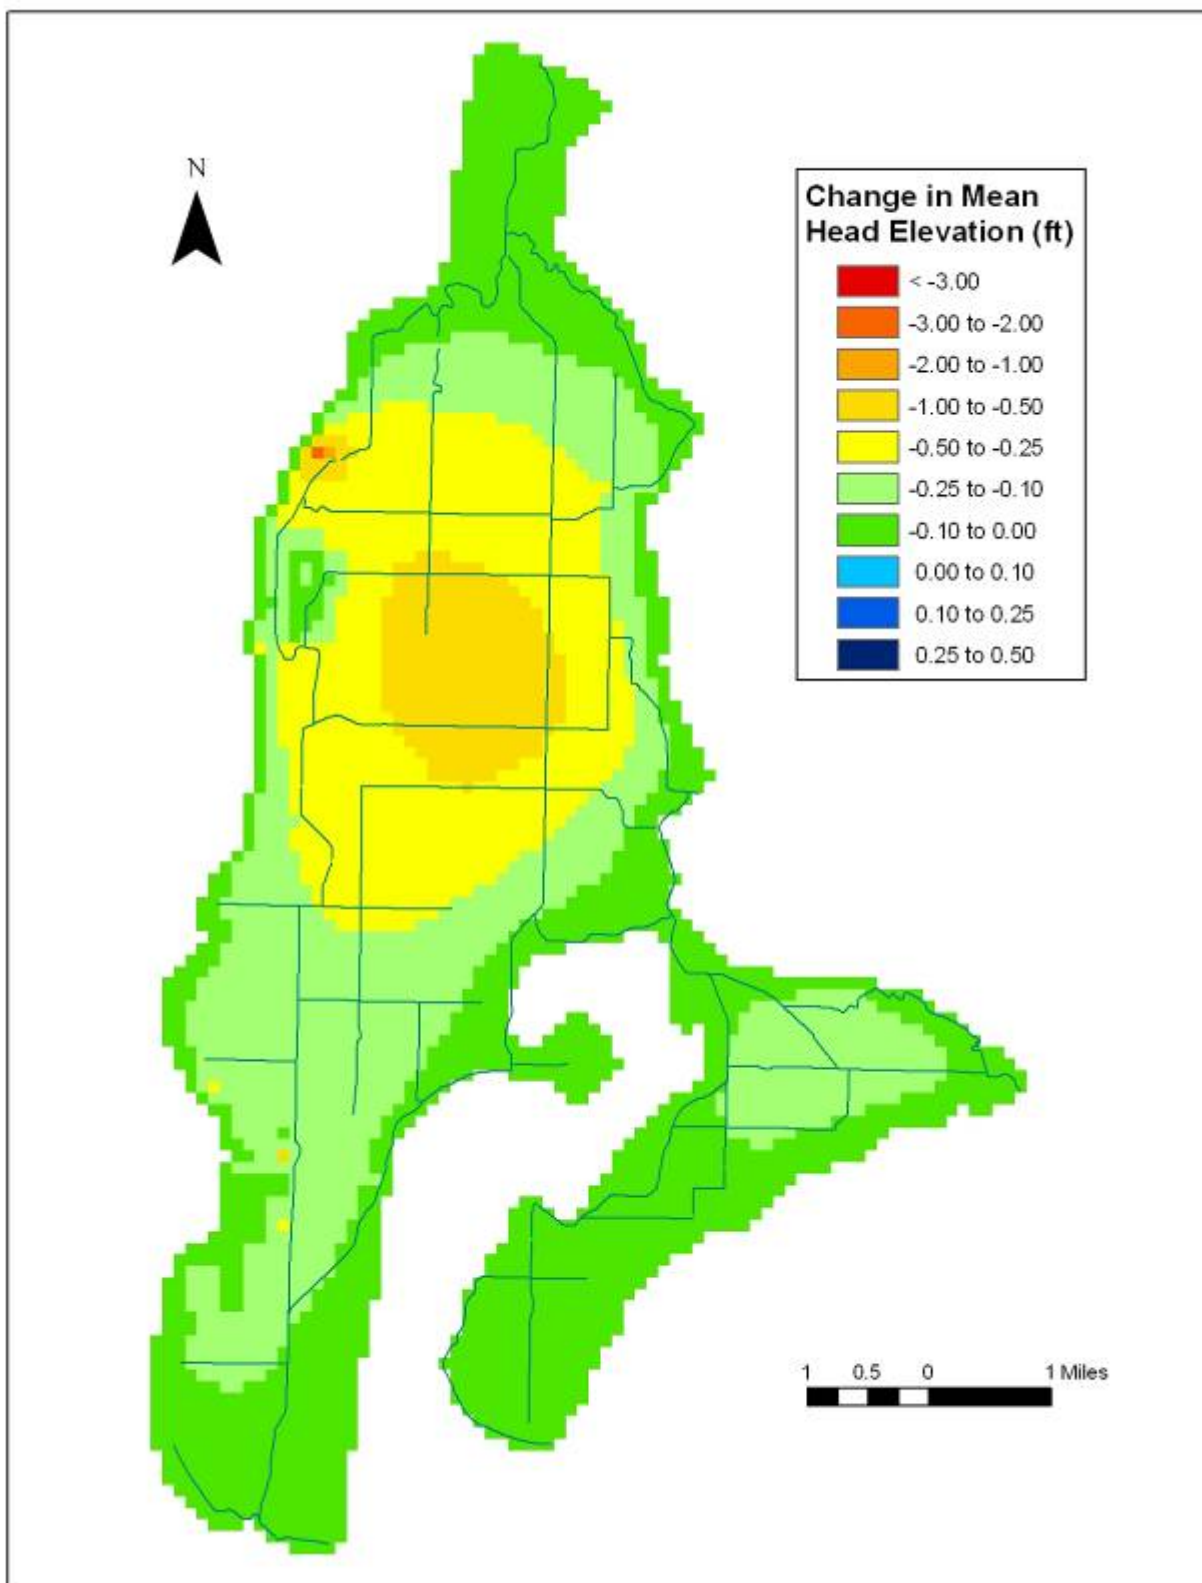 N
Change in Mean
Head Elevation (ft)
< -3.00
-3.00 to -2.00
-2.00 to -1.00
-1.00 to -0.50
-0.50 to -0.25
-0.25 to -0.10
-0.10 to 0.00
0.00 to 0.10
0.10 to 0.25
0.25 to 0.50
1 0.5 0 1 Miles